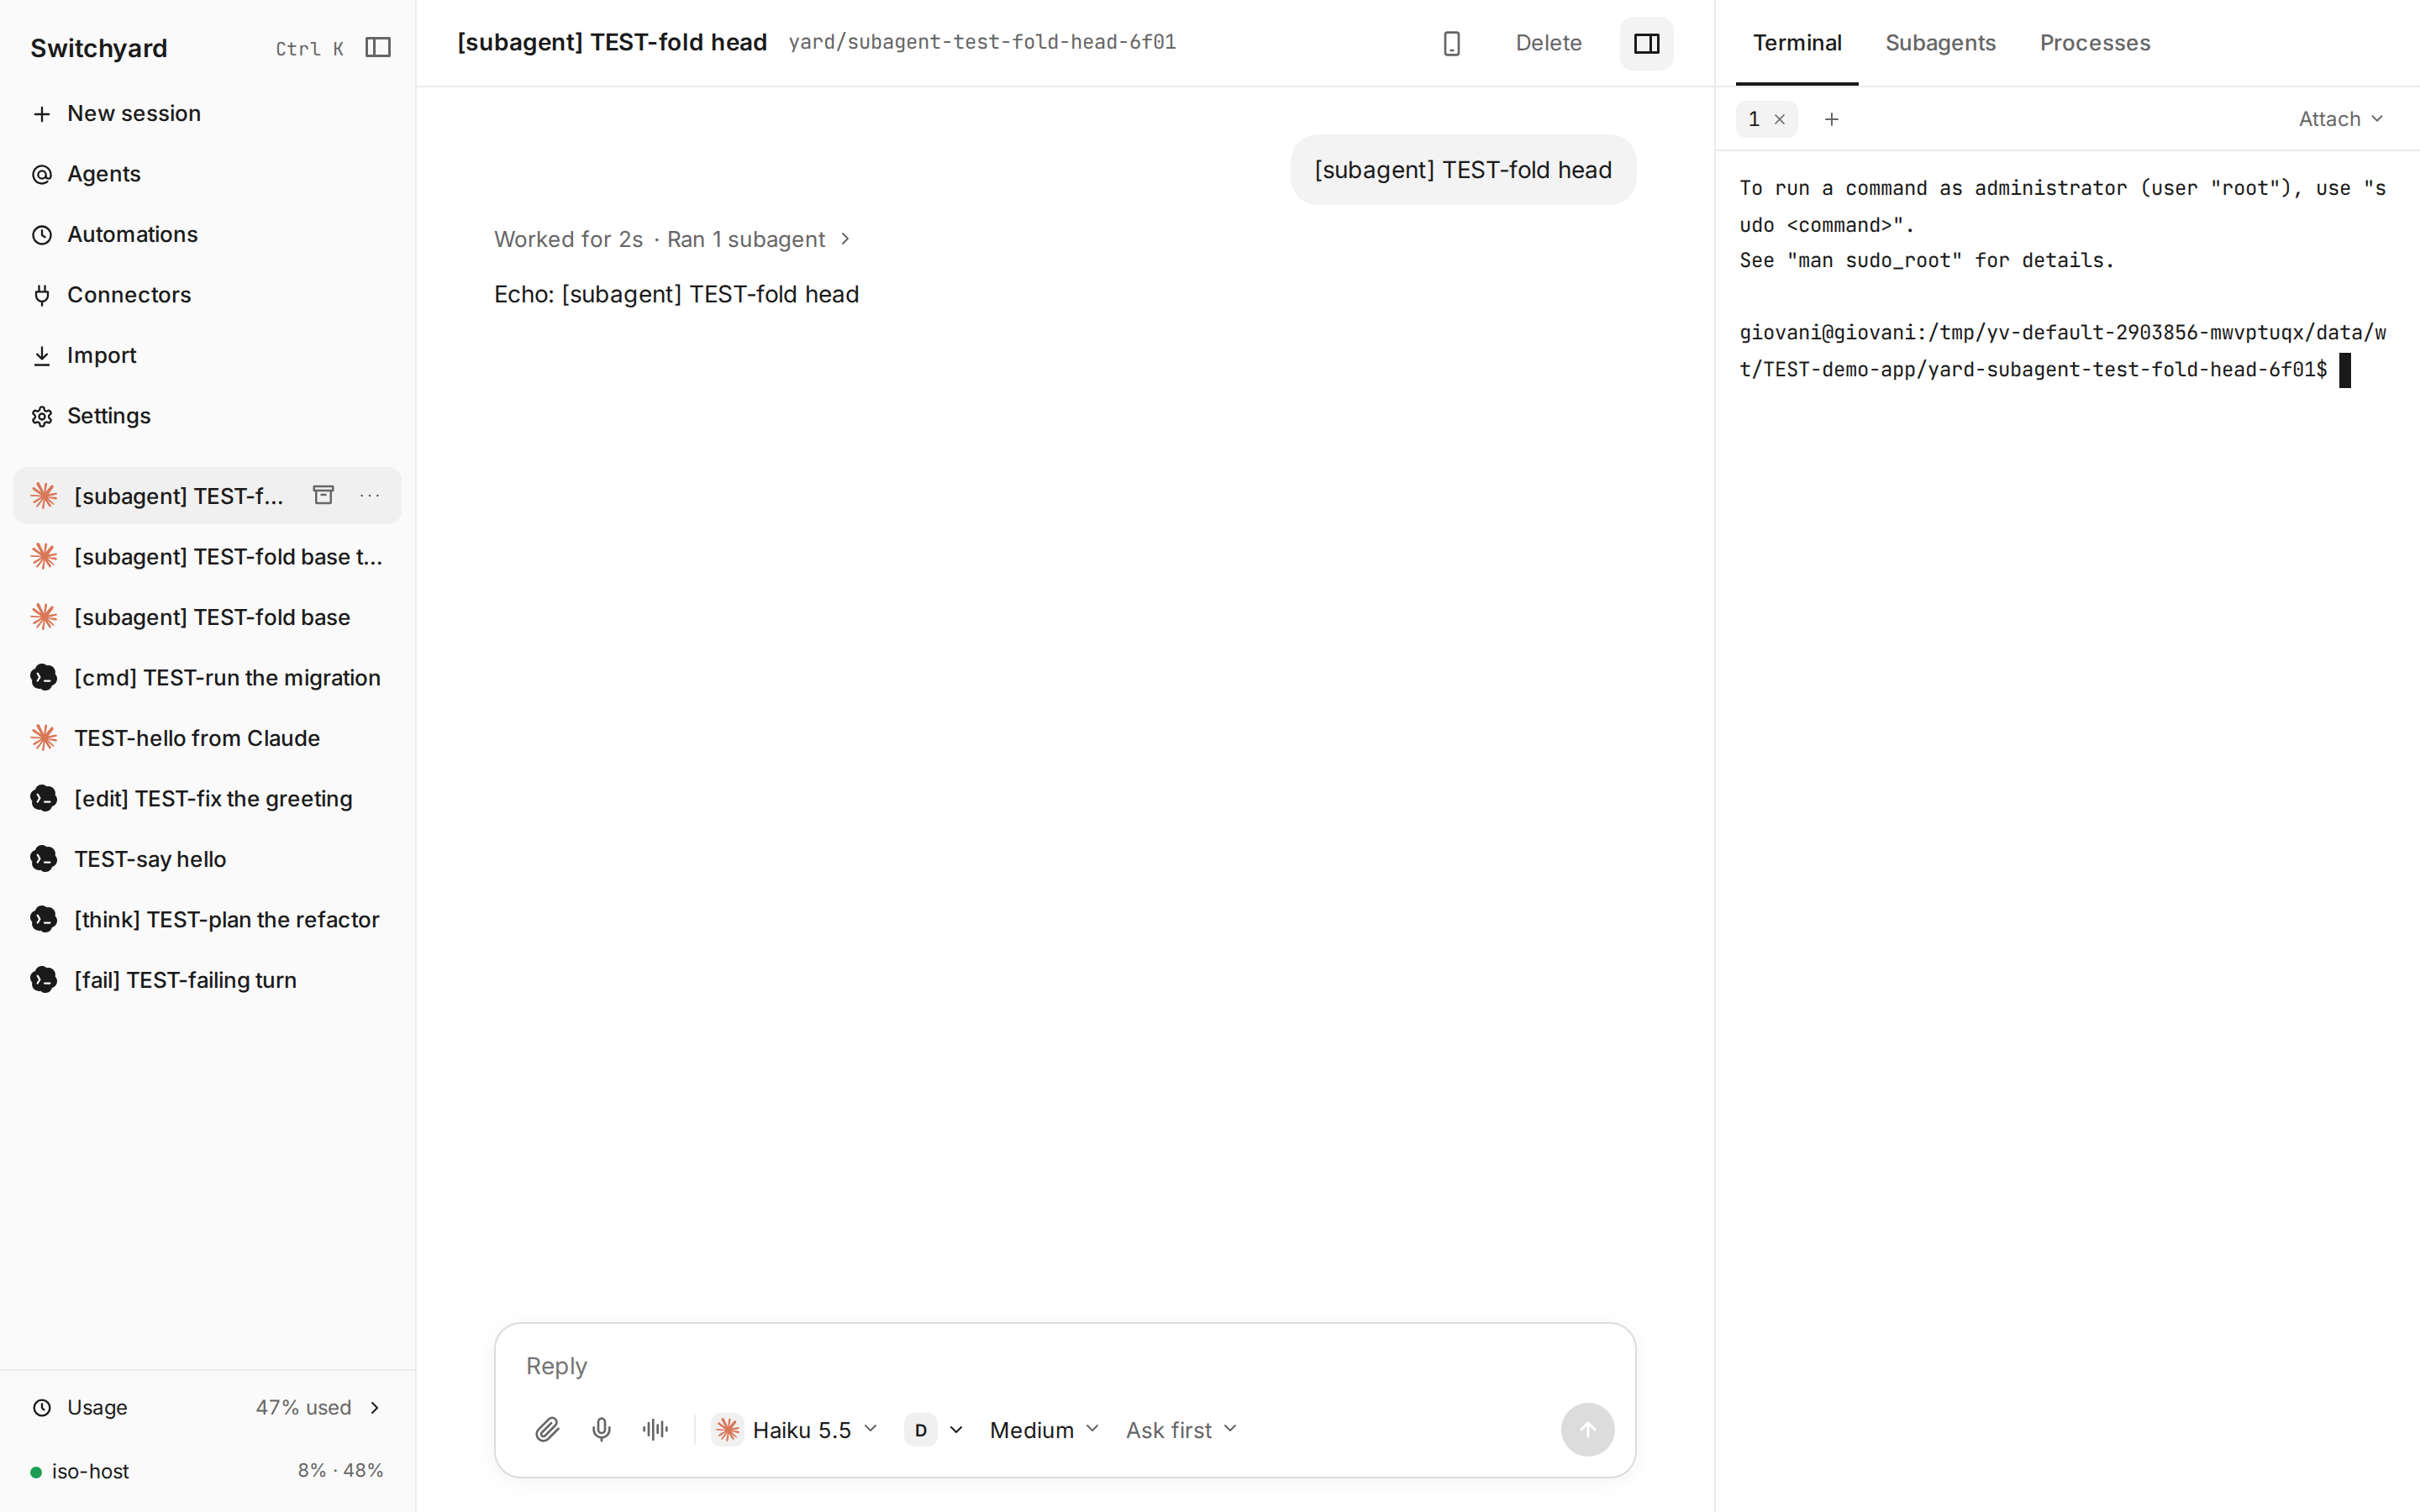 Switchyard
Ctrl K
New session
Agents
Automations
Connectors
Import
Settings
[subagent] TEST-f...
[subagent] TEST-fold base t...
[subagent] TEST-fold base
[cmd] TEST-run the migration
TEST-hello from Claude
[edit] TEST-fix the greeting
TEST-say hello
[think] TEST-plan the refactor
[fail] TEST-failing turn
Usage 47% used
iso-host 8% · 48%
[subagent] TEST-fold head yard/subagent-test-fold-head-6f01
Delete
[subagent] TEST-fold head
Worked for 2s · Ran 1 subagent
Echo: [subagent] TEST-fold head
Reply
Haiku 5.5 D Medium Ask first
Terminal Subagents Processes
1 Attach
To run a command as administrator (user "root"), use "s
udo <command>".
See "man sudo_root" for details.
giovani@giovani:/tmp/yv-default-2903856-mwvptuqx/data/w
t/TEST-demo-app/yard-subagent-test-fold-head-6f01$